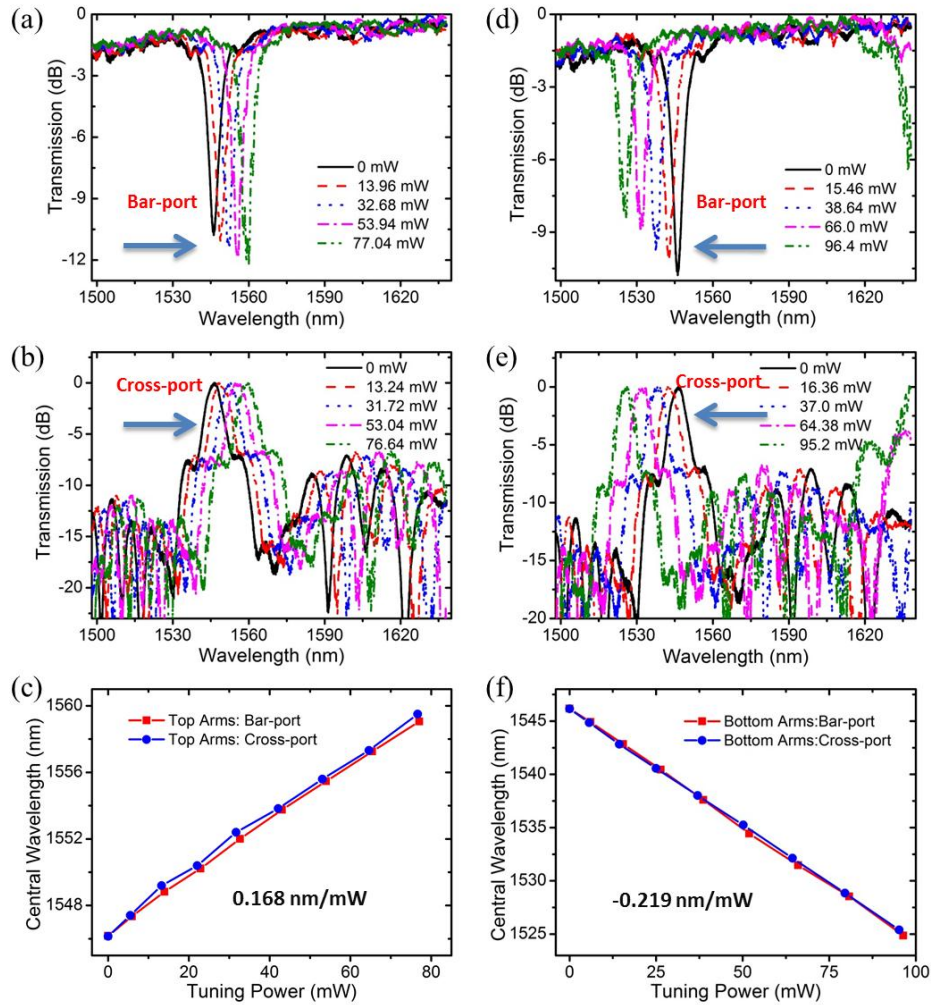 (a)
0
-3
-6
-9
-12
Transmission (dB)
Bar-port
0 mW
13.96 mW
32.68 mW
53.94 mW
77.04 mW
1500 1530 1560 1590 1620
Wavelength (nm)
(d)
0
-3
-6
-9
Transmission (dB)
Bar-port
0 mW
15.46 mW
38.64 mW
66.0 mW
96.4 mW
1500 1530 1560 1590 1620
Wavelength (nm)
(b)
0
-5
-10
-15
-20
Transmission (dB)
Cross-port
0 mW
13.24 mW
31.72 mW
53.04 mW
76.64 mW
1500 1530 1560 1590 1620
Wavelength (nm)
(e)
0
-5
-10
-15
-20
Transmission (dB)
Cross-port
0 mW
16.36 mW
37.0 mW
64.38 mW
95.2 mW
1500 1530 1560 1590 1620
Wavelength (nm)
(c)
1560
1556
1552
1548
Central Wavelength (nm)
Top Arms: Bar-port
Top Arms: Cross-port
0.168 nm/mW
0 20 40 60 80
Tuning Power (mW)
(f)
1545
1540
1535
1530
1525
Central Wavelength (nm)
Bottom Arms:Bar-port
Bottom Arms:Cross-port
-0.219 nm/mW
0 25 50 75 100
Tuning Power (mW)